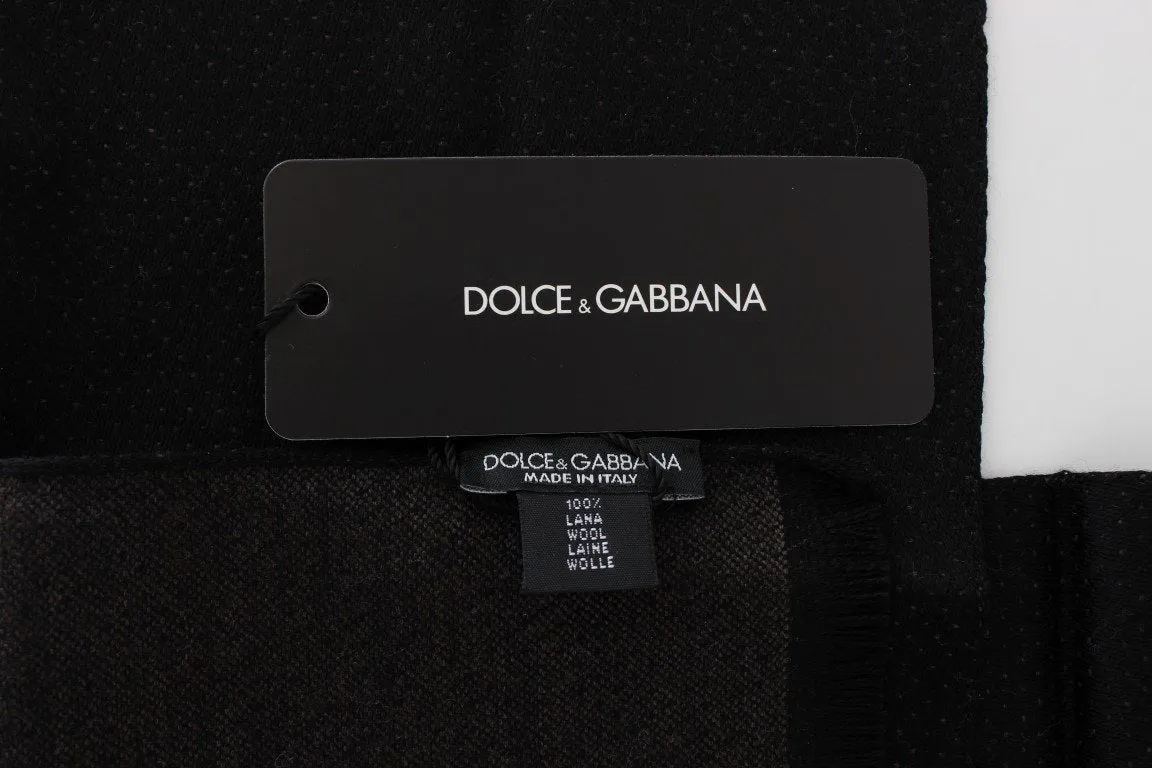 DOLCE & GABBANA
DOLCE & GABBANA
MADE IN ITALY
100%
LANA
WOOL
LAINE
WOLLE